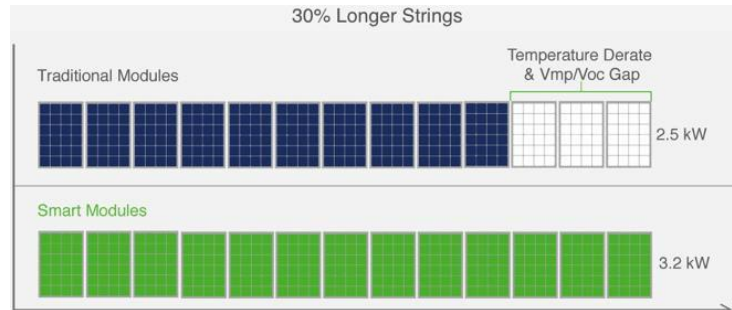 30% Longer Strings
Temperature Derate
& Vmp/Voc Gap
Traditional Modules
2.5 kW
Smart Modules
3.2 kW